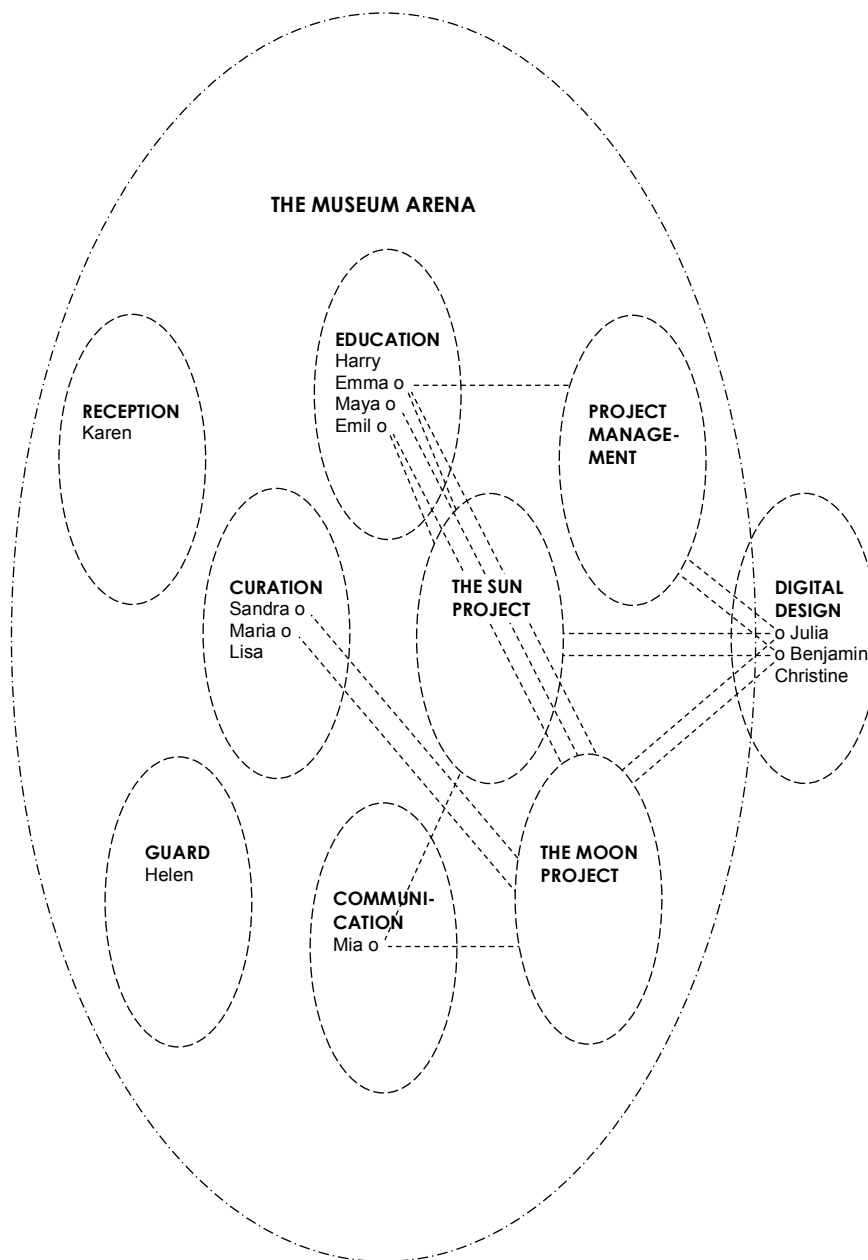 THE MUSEUM ARENA
EDUCATION
Harry
Emma o
Maya o
Emil o
RECEPTION
Karen
PROJECT
MANAGE-
MENT
CURATION
Sandra o
Maria o
Lisa
THE SUN
PROJECT
DIGITAL
DESIGN
o Julia
o Benjamin
Christine
GUARD
Helen
COMMUNI-
CATION
Mia o
THE MOON
PROJECT